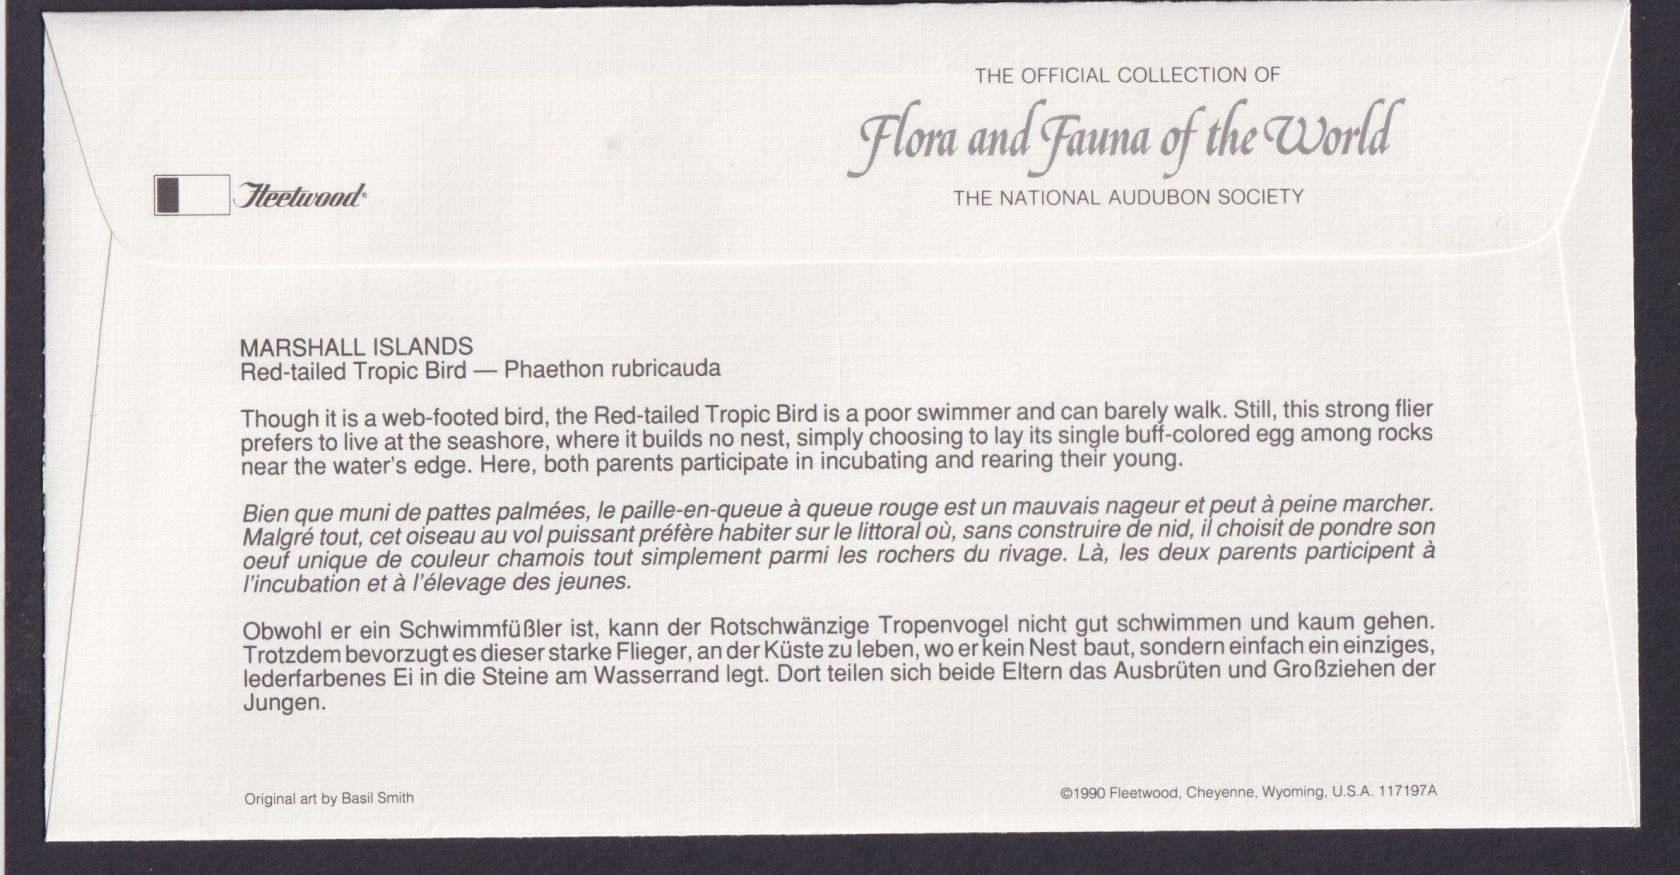 THE OFFICIAL COLLECTION OF
Flora and Fauna of the World
THE NATIONAL AUDUBON SOCIETY
Fleetwood®
MARSHALL ISLANDS
Red-tailed Tropic Bird — Phaethon rubricauda
Though it is a web-footed bird, the Red-tailed Tropic Bird is a poor swimmer and can barely walk. Still, this strong flier
prefers to live at the seashore, where it builds no nest, simply choosing to lay its single buff-colored egg among rocks
near the water's edge. Here, both parents participate in incubating and rearing their young.
Bien que muni de pattes palmées, le paille-en-queue à queue rouge est un mauvais nageur et peut à peine marcher.
Malgré tout, cet oiseau au vol puissant préfère habiter sur le littoral où, sans construire de nid, il choisit de pondre son
oeuf unique de couleur chamois tout simplement parmi les rochers du rivage. Là, les deux parents participent à
l'incubation et à l'élevage des jeunes.
Obwohl er ein Schwimmfüßler ist, kann der Rotschwänzige Tropenvogel nicht gut schwimmen und kaum gehen.
Trotzdem bevorzugt es dieser starke Flieger, an der Küste zu leben, wo er kein Nest baut, sondern einfach ein einziges,
lederfarbenes Ei in die Steine am Wasserrand legt. Dort teilen sich beide Eltern das Ausbrüten und Großziehen der
Jungen.
Original art by Basil Smith
©1990 Fleetwood, Cheyenne, Wyoming, U.S.A. 117197A